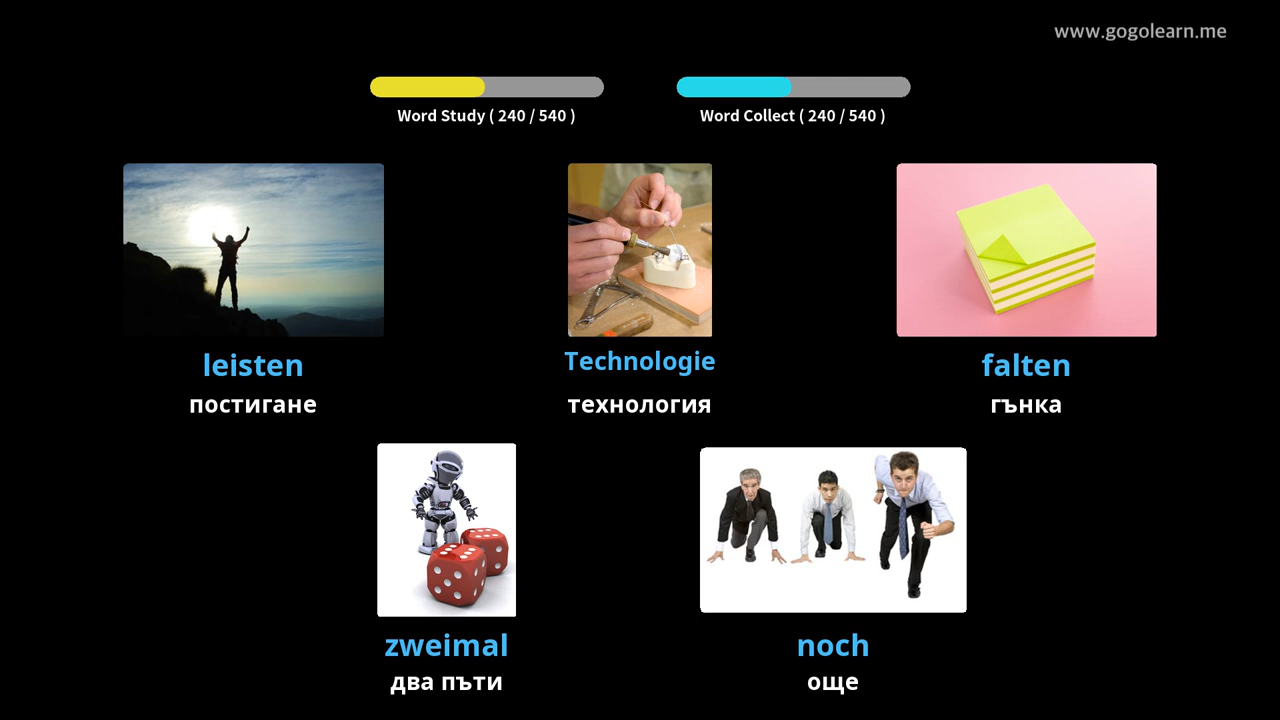 www.gogolearn.me
Word Study ( 240 / 540 )
Word Collect ( 240 / 540 )
leisten
постигане
Technologie
технология
falten
гънка
zweimal
два пъти
noch
още